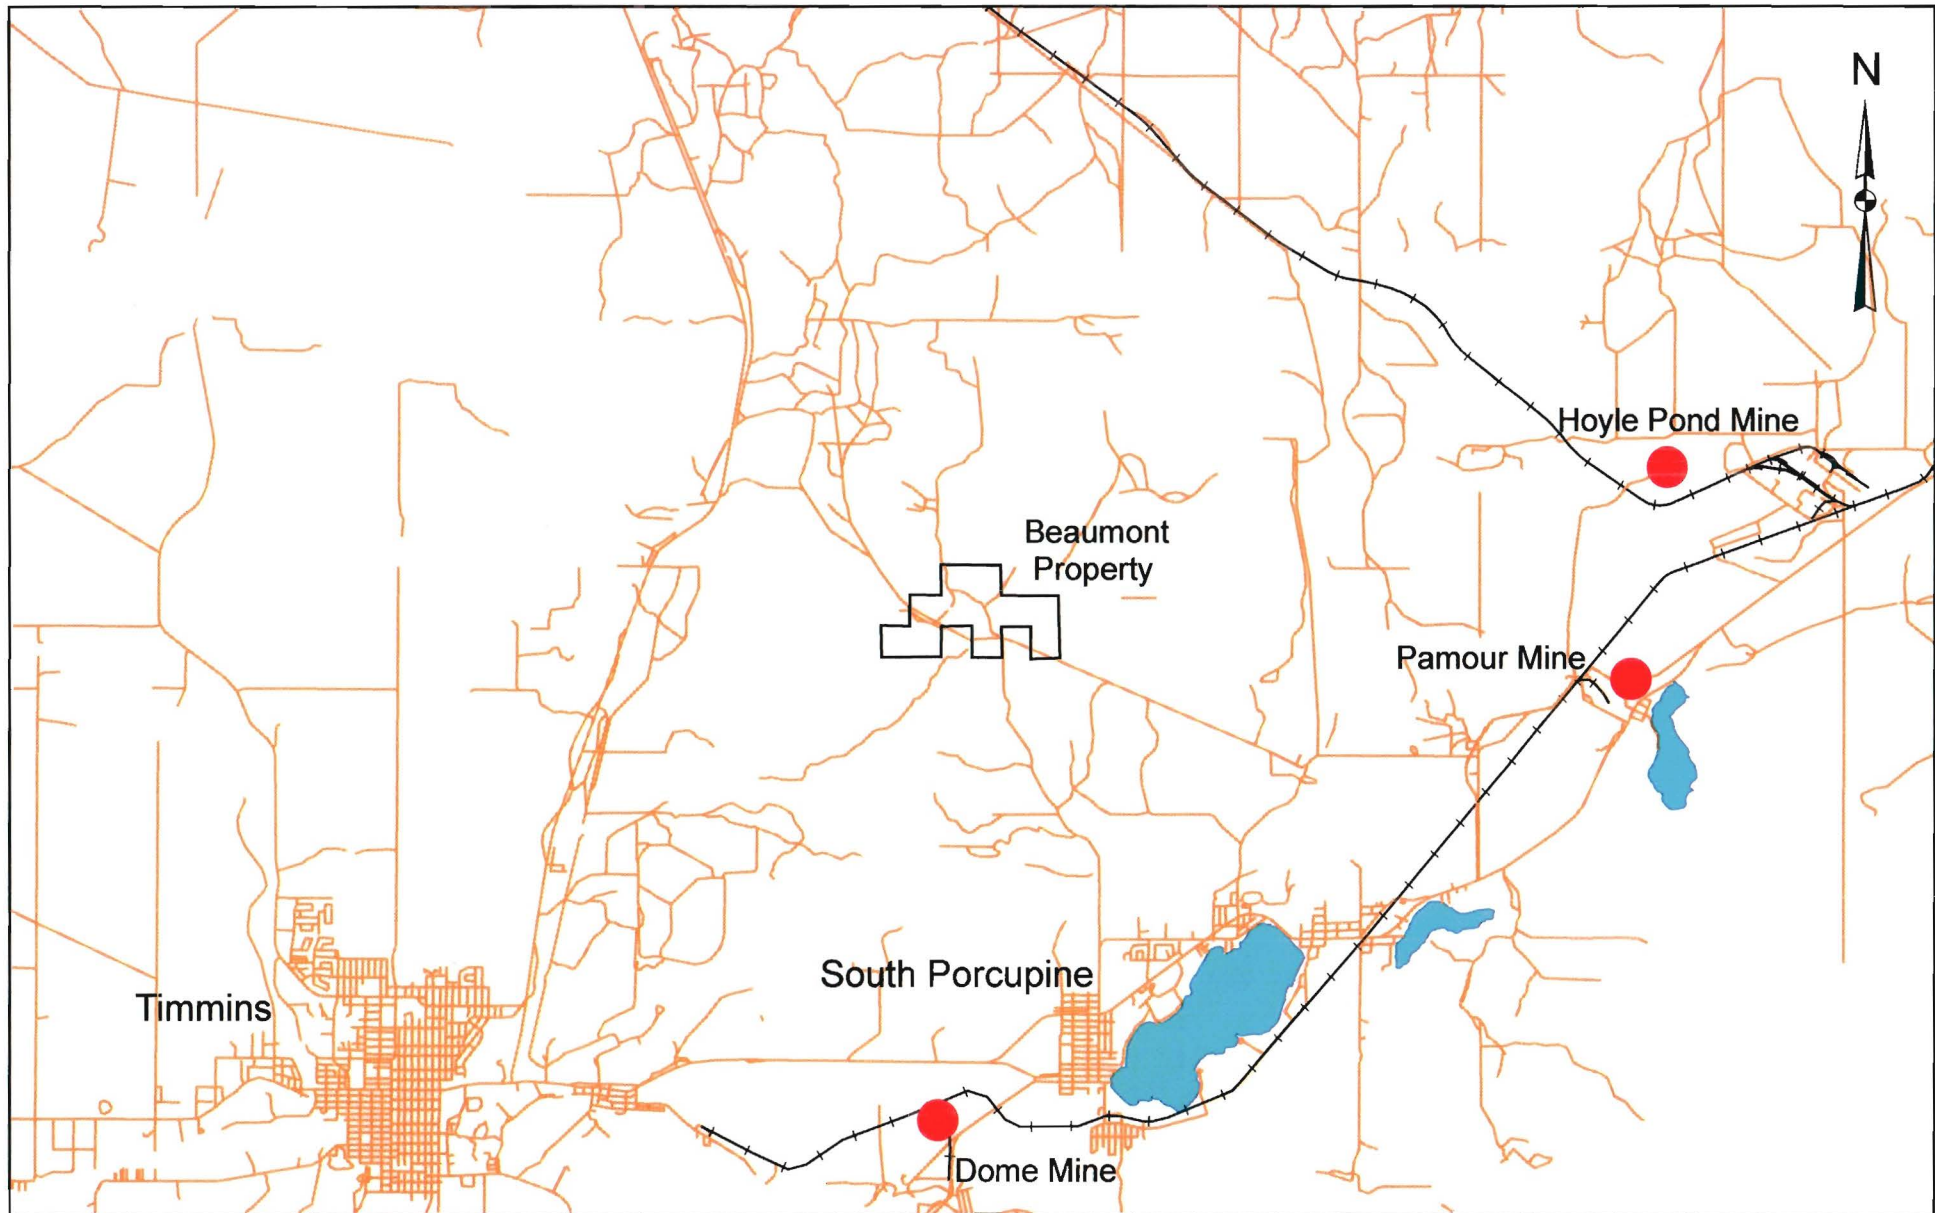 N
Hoyle Pond Mine
Beaumont
Property
Pamour Mine
South Porcupine
Timmins
Dome Mine